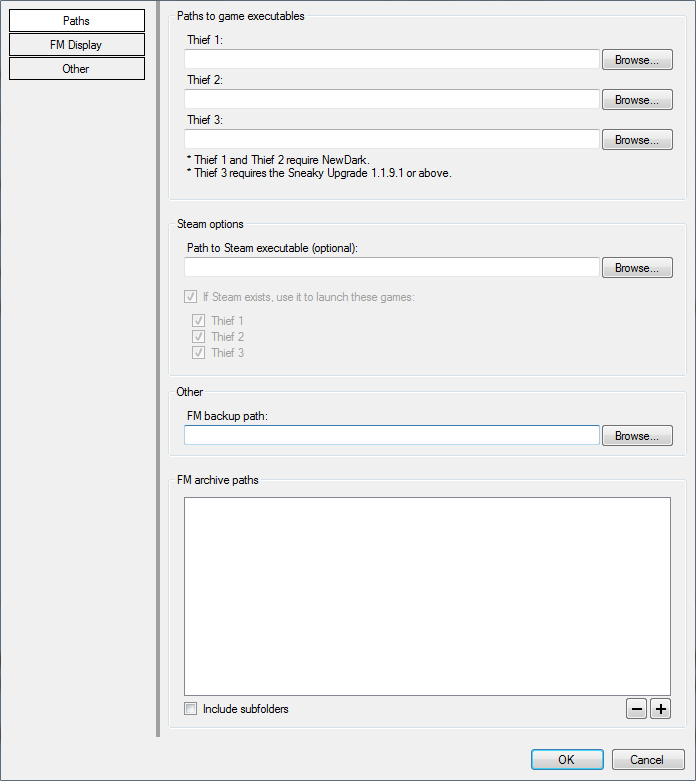 Paths
FM Display
Other
Paths to game executables
Thief 1:
Browse...
Thief 2:
Browse...
Thief 3:
Browse...
* Thief 1 and Thief 2 require NewDark.
* Thief 3 requires the Sneaky Upgrade 1.1.9.1 or above.
Steam options
Path to Steam executable (optional):
Browse...
If Steam exists, use it to launch these games:
Thief 1
Thief 2
Thief 3
Other
FM backup path:
Browse...
FM archive paths
Include subfolders
OK
Cancel